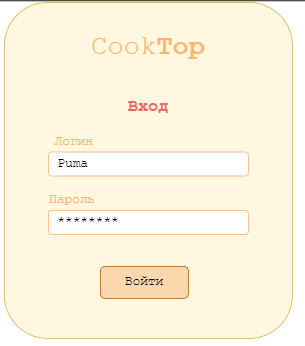 CookTop
Вход
Логин
Puma
Пароль
********
Войти